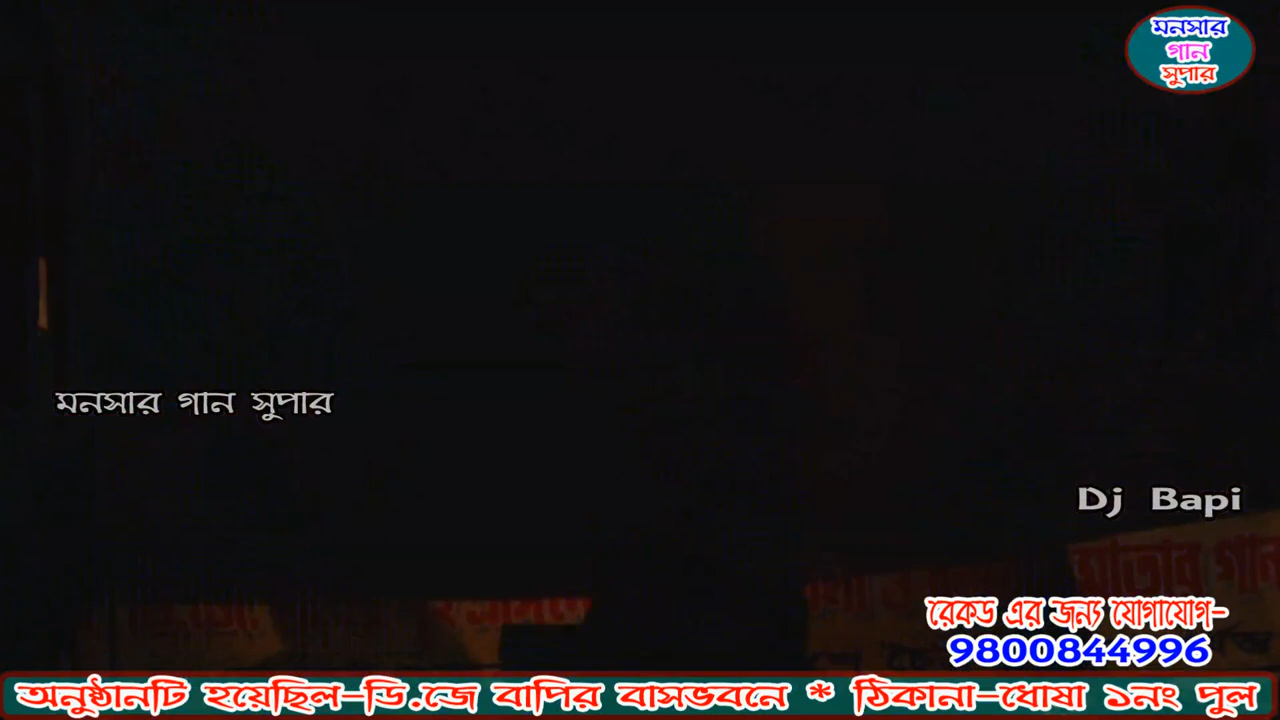 মনসার
গান
সুপার
মনসার গান সুপার
Dj Bapi
মাতার গান
রেকড এর জন্য যোগাযোগ-
9800844996
অনুষ্ঠানটি হয়েছিল-ডি.জে বাপির বাসভবনে * ঠিকানা-ধোষা ১নং পুল